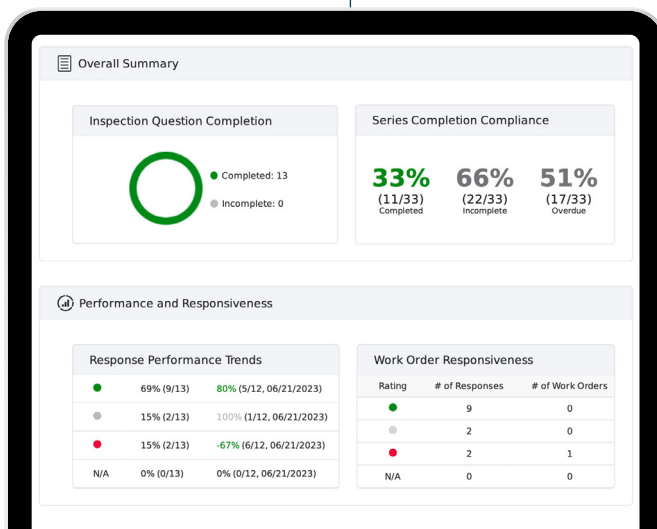 Overall Summary
Inspection Question Completion
Completed: 13
Incomplete: 0
Series Completion Compliance
33% 66% 51%
(11/33) (22/33) (17/33)
Completed Incomplete Overdue
Performance and Responsiveness
Response Performance Trends
69% (9/13) 80% (5/12, 06/21/2023)
15% (2/13) 100% (1/12, 06/21/2023)
15% (2/13) -67% (6/12, 06/21/2023)
N/A 0% (0/13) 0% (0/12, 06/21/2023)
Work Order Responsiveness
Rating # of Responses # of Work Orders
9 0
2 0
2 1
N/A 0 0